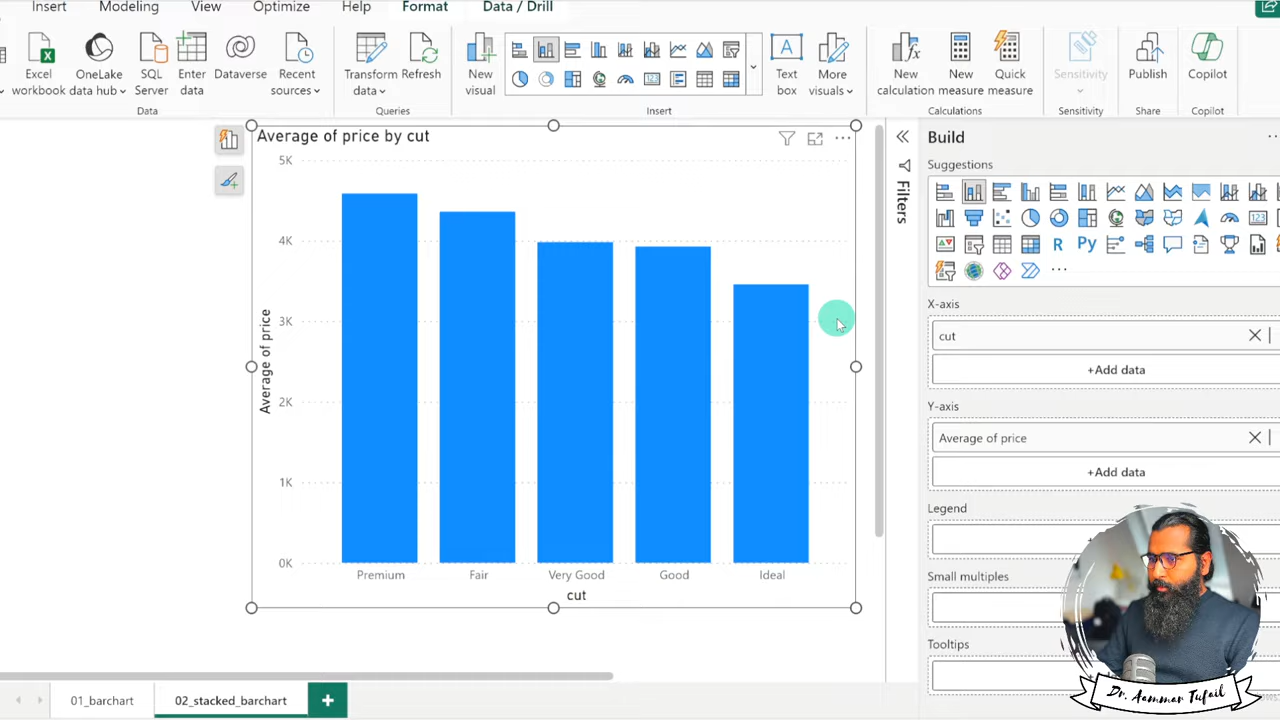 Insert Modeling View Optimize Help Format Data / Drill
Excel workbook
OneLake data hub
SQL Server
Enter data
Dataverse
Recent sources
Transform data
Refresh
New visual
Text box
More visuals
New calculation
New measure
Quick measure
Sensitivity
Publish
Copilot
Data
Queries
Insert
Calculations
Sensitivity
Share
Copilot
Average of price by cut
5K
4K
3K
2K
1K
0K
Average of price
Premium Fair Very Good Good Ideal
cut
Filters
Build
Suggestions
R Py
123
X-axis
cut
+Add data
Y-axis
Average of price
+Add data
Legend
Small multiples
Tooltips
Dr. Aammar Tufail
01_barchart 02_stacked_barchart